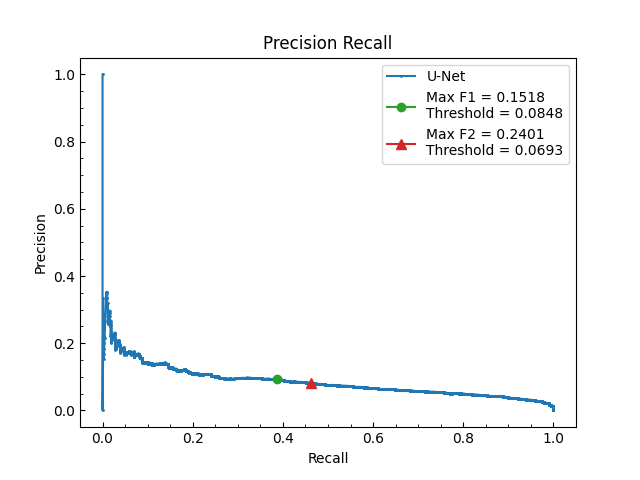 Precision Recall
1.0
0.8
0.6
0.4
0.2
0.0
Precision
U-Net
Max F1 = 0.1518
Threshold = 0.0848
Max F2 = 0.2401
Threshold = 0.0693
0.0 0.2 0.4 0.6 0.8 1.0
Recall